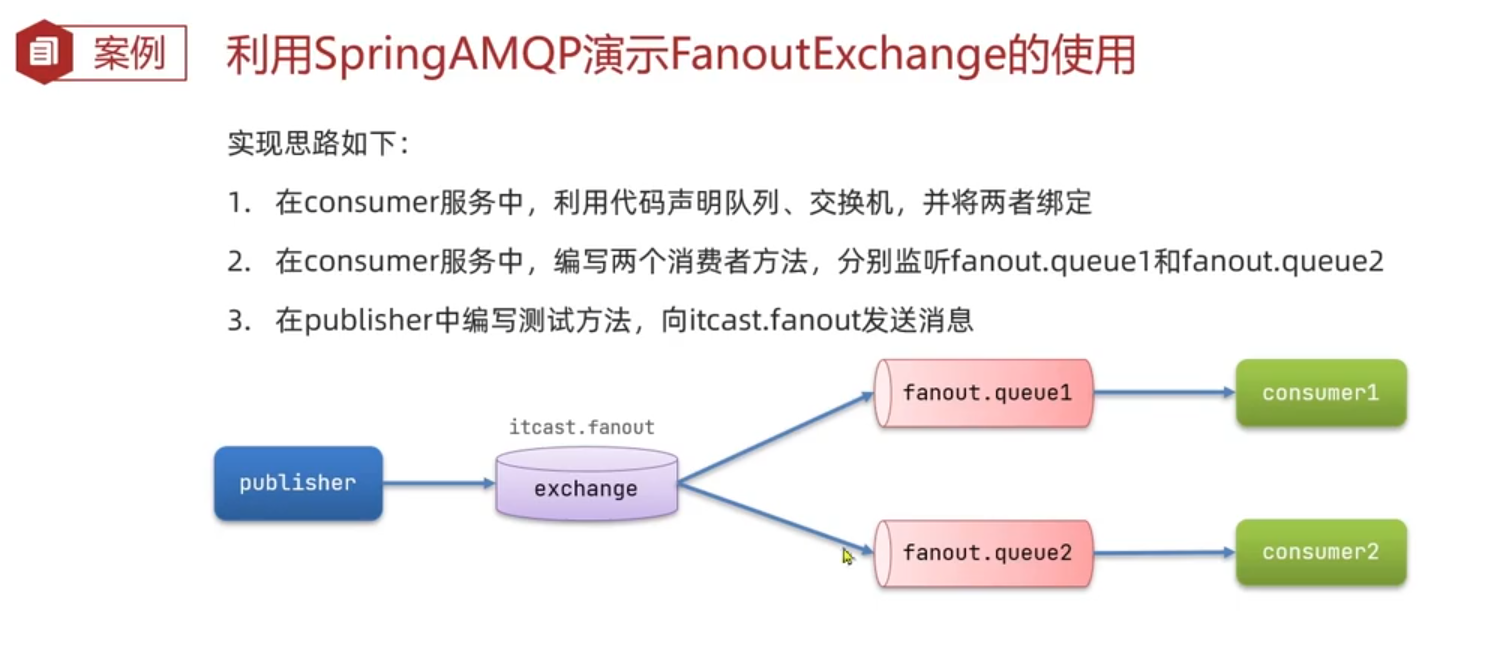 案例
利用SpringAMQP演示FanoutExchange的使用
实现思路如下：
1. 在consumer服务中，利用代码声明队列、交换机，并将两者绑定
2. 在consumer服务中，编写两个消费者方法，分别监听fanout.queue1和fanout.queue2
3. 在publisher中编写测试方法，向itcast.fanout发送消息
publisher
itcast.fanout
exchange
fanout.queue1
consumer1
fanout.queue2
consumer2